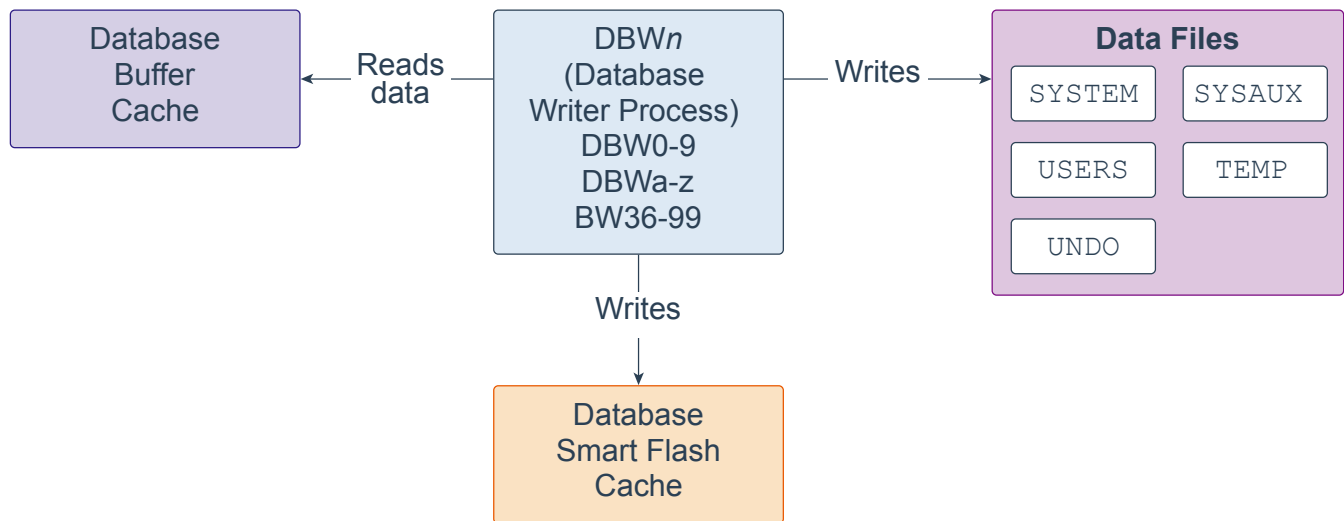 Database
Buffer
Cache
Reads
data
DBWn
(Database
Writer Process)
DBW0-9
DBWa-z
BW36-99
Writes
Data Files
SYSTEM
SYSAUX
USERS
TEMP
UNDO
Writes
Database
Smart Flash
Cache